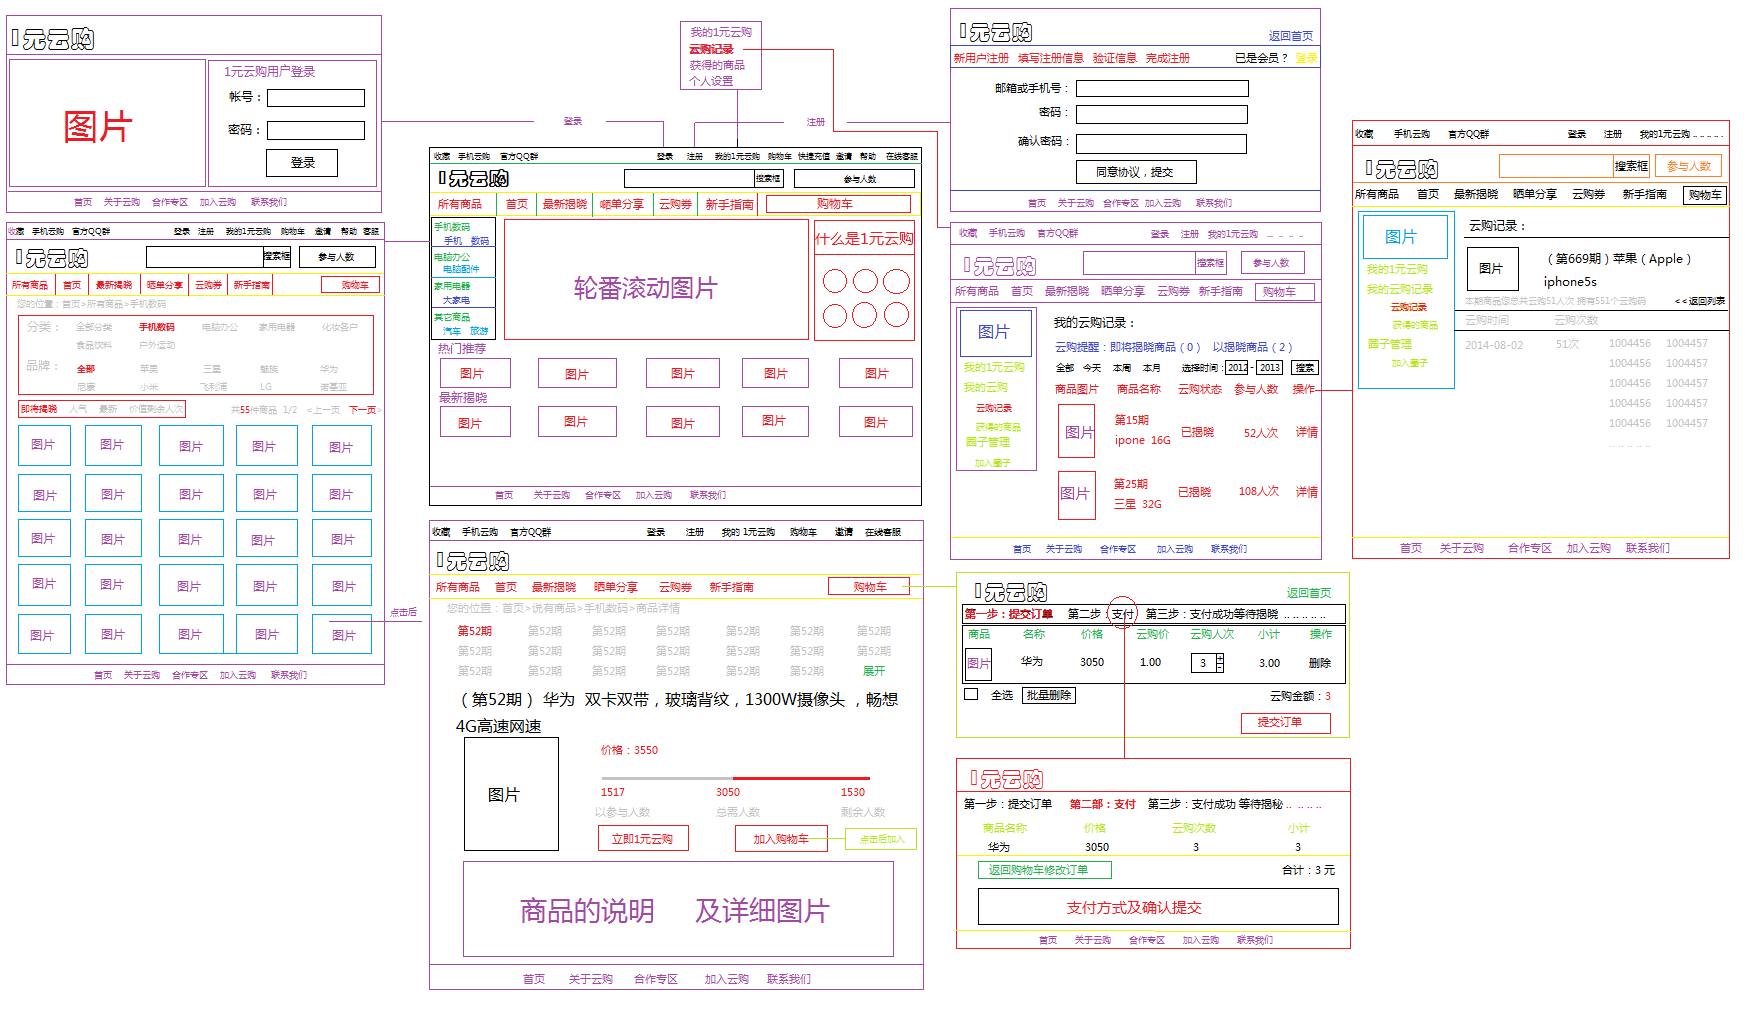 1元云购
图片
1元云购用户登录
帐号：
密码：
登录
首页 关于云购 合作专区 加入云购 联系我们
登录
我的1元云购
云购记录
获得的商品
个人设置
注册
1元云购
返回首页
新用户注册 填写注册信息 验证信息 完成注册 已是会员？ 登录
邮箱或手机号：
密码：
确认密码：
同意协议，提交
首页 关于云购 合作专区 加入云购 联系我们
收藏 手机云购 官方QQ群 登录 注册 我的1元云购 购物车 邀请 帮助 客服
1元云购
搜索框
参与人数
所有商品 首页 最新揭晓 晒单分享 云购券 新手指南 购物车
您的位置：首页>所有商品>手机数码
分类： 全部分类 手机数码 电脑办公 家用电器 化妆各户
食品饮料 户外运动
品牌： 全部 苹果 三星 魅族 华为
尼康 小米 飞利浦 LG 诺基亚
即将揭晓 人气 最新 价值剩余人次 共55件商品 1/2 <上一页 下一页>
图片 图片 图片 图片 图片
图片 图片 图片 图片 图片
图片 图片 图片 图片 图片
图片 图片 图片 图片 图片
图片 图片 图片 图片 图片
首页 关于云购 合作专区 加入云购 联系我们
点击后
收藏 手机云购 官方QQ群 登录 注册 我的1元云购 购物车 快捷充值 邀请 帮助 在线客服
1元云购
搜索框
参与人数
所有商品 首页 最新揭晓 晒单分享 云购券 新手指南 购物车
手机数码
手机 数码
电脑办公
电脑配件
家用电器
大家电
其它商品
汽车 旅游
轮番滚动图片
什么是1元云购
热门推荐
图片 图片 图片 图片 图片
最新揭晓
图片 图片 图片 图片 图片
首页 关于云购 合作专区 加入云购 联系我们
收藏 手机云购 官方QQ群 登录 注册 我的 1元云购 购物车 邀请 在线客服
1元云购
所有商品 首页 最新揭晓 晒单分享 云购券 新手指南 购物车
您的位置：首页>说有商品>手机数码>商品详情
第52期 第52期 第52期 第52期 第52期 第52期 第52期
第52期 第52期 第52期 第52期 第52期 第52期 第52期
第52期 第52期 第52期 第52期 第52期 第52期 展开
（第52期 ）华为 双卡双带，玻璃背纹，1300W摄像头 ，畅想
4G高速网速
图片
价格：3550
1517 3050 1530
以参与人数 总需人数 剩余人数
立即1元云购 加入购物车 点击后加入
商品的说明 及详细图片
首页 关于云购 合作专区 加入云购 联系我们
收藏 手机云购 官方QQ群 登录 注册 我的1元云购 .. .. .. ..
1元云购
搜索框
参与人数
所有商品 首页 最新揭晓 晒单分享 云购券 新手指南 购物车
图片
我的1元云购
我的云购
云购记录
获得的商品
圆子管理
加入圈子
我的云购记录：
云购提醒：即将揭晓商品（0 ） 以揭晓商品（2 ）
全部 今天 本周 本月 选择时间：2012-2013 搜索
商品图片 商品名称 云购状态 参与人数 操作
图片 第15期 ipone 16G 已揭晓 52人次 详情
图片 第25期 三星 32G 已揭晓 108人次 详情
首页 关于云购 合作专区 加入云购 联系我们
收藏 手机云购 官方QQ群 登录 注册 我的1元云购 .. .. .. ..
1元云购
搜索框
参与人数
所有商品 首页 最新揭晓 晒单分享 云购券 新手指南 购物车
图片
我的1元云购
我的云购记录
云购记录
获得的商品
圆子管理
加入圈子
云购记录：
图片
（第669期）苹果（Apple ）
iphone5s
本期商品您总共云购51人次 拥有551个云购码 <<返回列表
云购时间 云购次数
2014-08-02 51次 1004456 1004457
1004456 1004457
1004456 1004457
1004456 1004457
1004456 1004457
.. .. .. .. ..
首页 关于云购 合作专区 加入云购 联系我们
1元云购
返回首页
第一步：提交订单 第二步：支付 第三步：支付成功等待揭晓 .. .. .. .. ..
商品 名称 价格 云购价 云购人次 小计 操作
图片 华为 3050 1.00 3 + - 3.00 删除
全选 批量删除 云购金额：3
提交订单
1元云购
第一步：提交订单 第二部：支付 第三步：支付成功 等待揭秘 .. .. .. ..
商品名称 价格 云购次数 小计
华为 3050 3 3
返回购物车修改订单 合计：3 元
支付方式及确认提交
首页 关于云购 合作专区 加入云购 联系我们